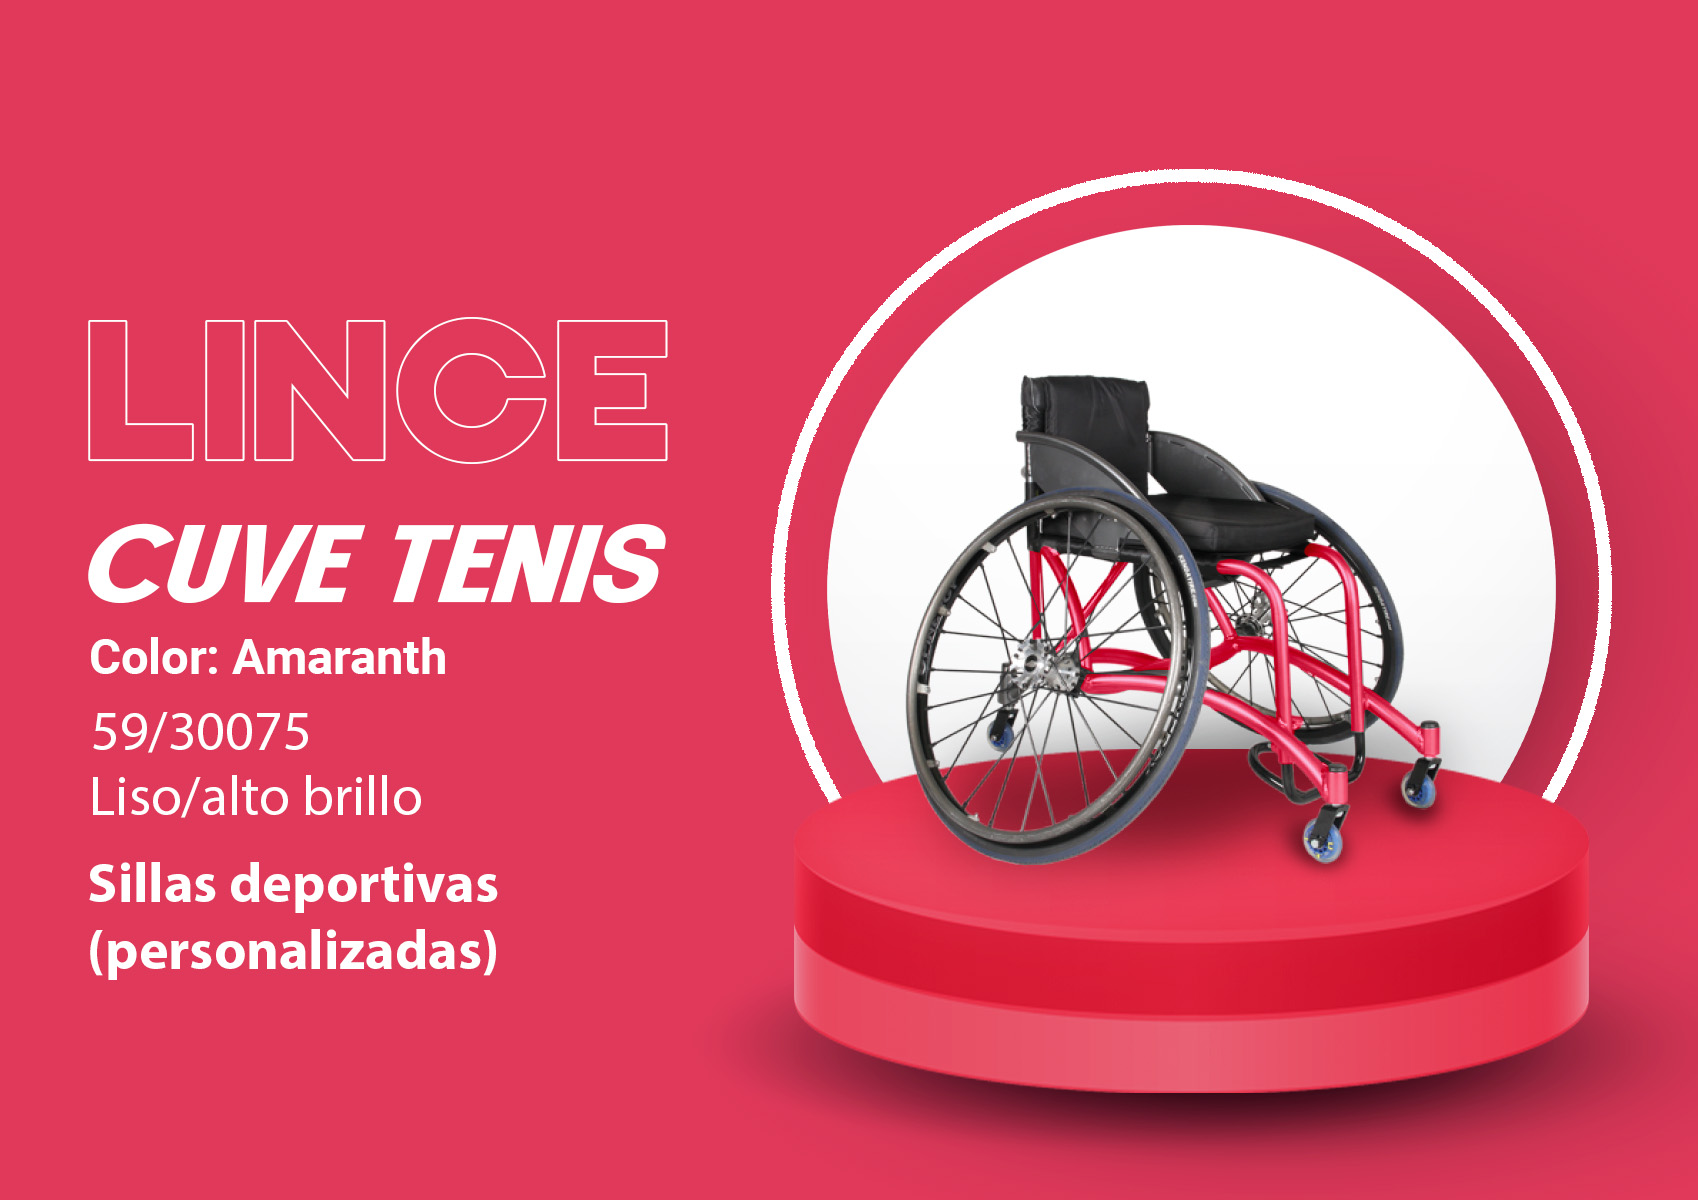 LINCE
CUVE TENIS
Color: Amaranth
59/30075
Liso/alto brillo
Sillas deportivas
(personalizadas)